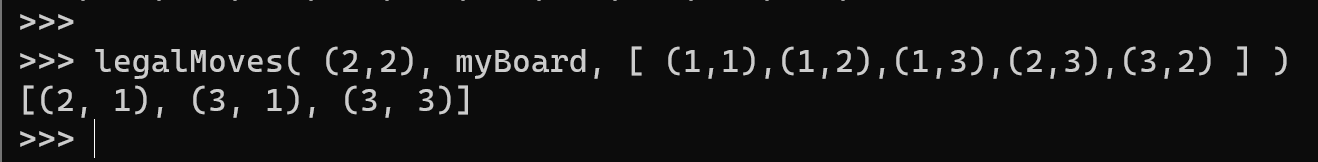 >>>
>>> legalMoves( (2,2), myBoard, [ (1,1),(1,2),(1,3),(2,3),(3,2) ] )
[(2, 1), (3, 1), (3, 3)]
>>>